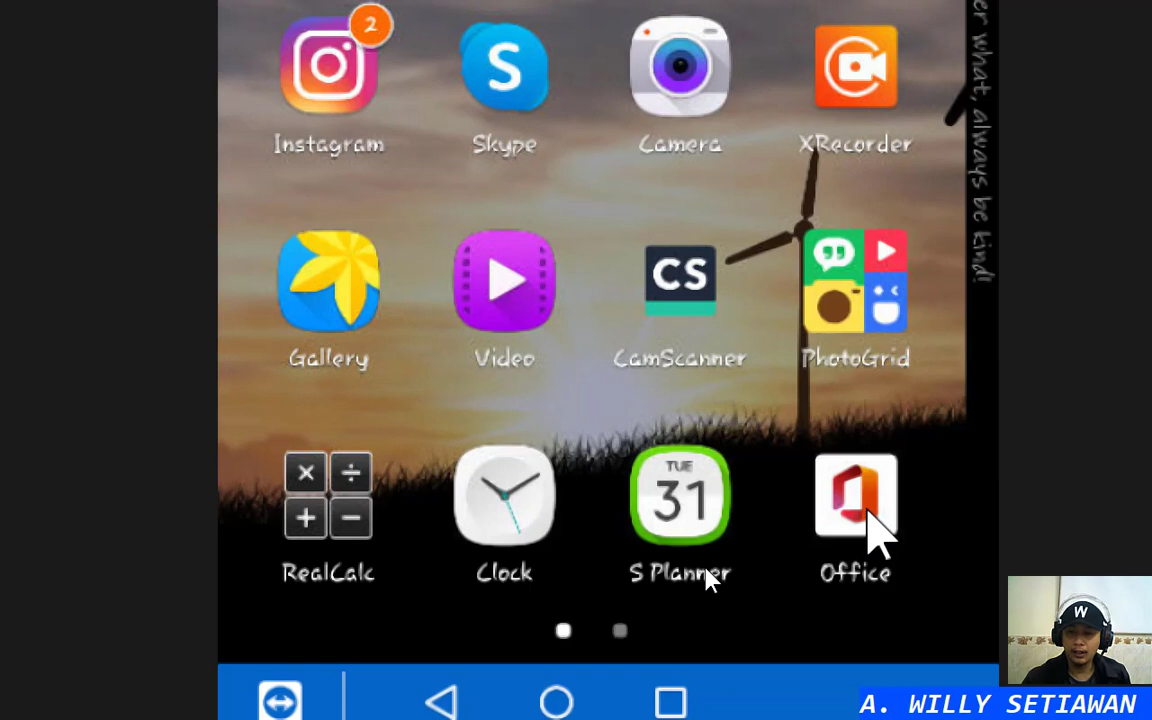 2
S
Instagram
Skype
Camera
XRecorder
er what, always be kind!
CS
Gallery
Video
CamScanner
PhotoGrid
TUE
31
RealCalc
Clock
S Planner
Office
W
A. WILLY SETIAWAN